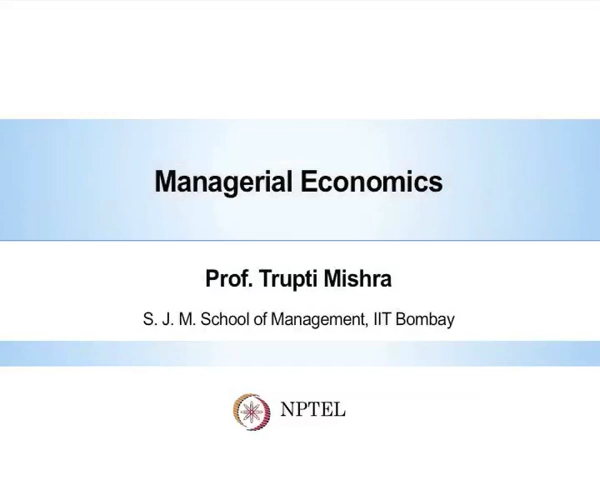 Managerial Economics
Prof. Trupti Mishra
S. J. M. School of Management, IIT Bombay
NPTEL